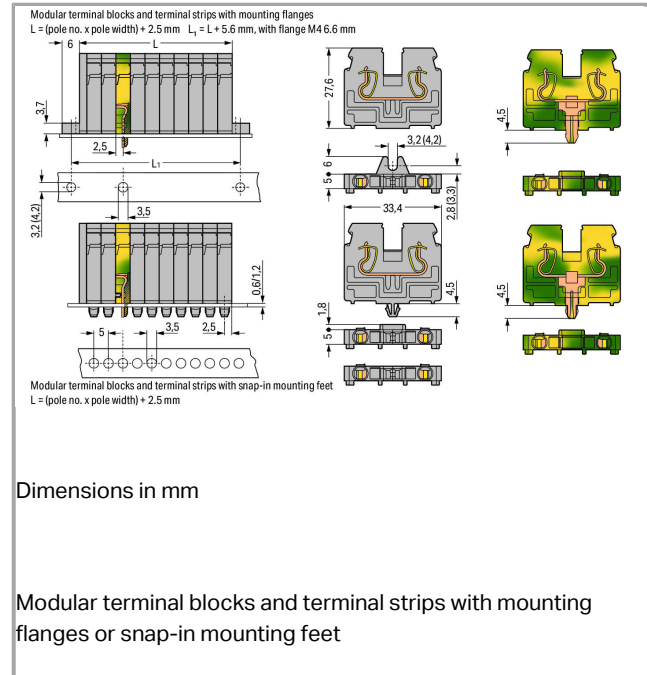 Modular terminal blocks and terminal strips with mounting flanges
L = (pole no. x pole width) + 2.5 mm L₁ = L + 5.6 mm, with flange M4 6.6 mm
6 L
3,7
2,5
L₁
3,2 (4,2)
3,5
27,6
3,2 (4,2)
6
5
2,8 (3,3)
33,4
4,5
0,6/1,2
5 3,5 2,5
4,5
1,8
5
4,5
Modular terminal blocks and terminal strips with snap-in mounting feet
L = (pole no. x pole width) + 2.5 mm
Dimensions in mm
Modular terminal blocks and terminal strips with mounting
flanges or snap-in mounting feet